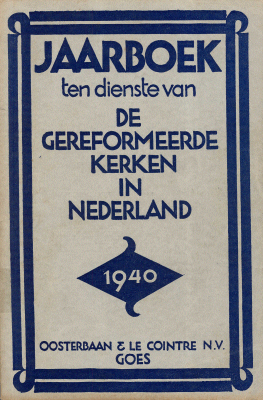 JAARBOEK
ten dienste van
DE
GEREFORMEERDE
KERKEN
IN
NEDERLAND
1940
OOSTERBAAN & LE COINTRE N.V.
GOES